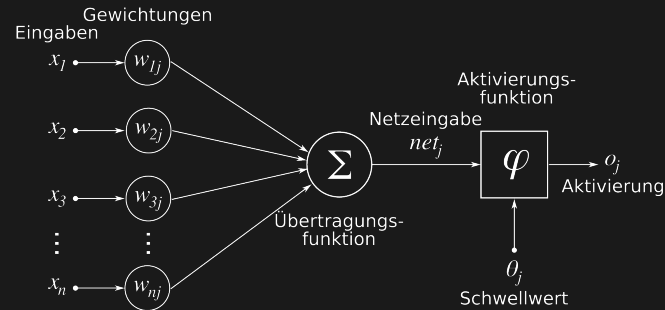 Eingaben
Gewichtungen
x1
w1j
x2
w2j
x3
w3j
⋮
⋮
xn
wnj
Σ
Übertragungs-
funktion
Netzeingabe
netj
Aktivierungs-
funktion
φ
oj
Aktivierung
θj
Schwellwert